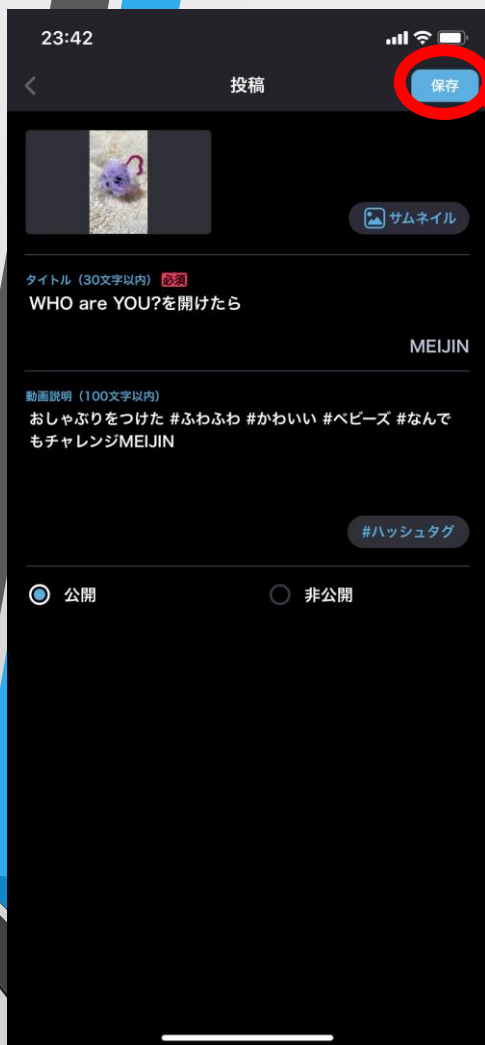 23:42
投稿
保存
サムネイル
タイトル（30文字以内） 必須
WHO are YOU?を開けたら
MEIJIN
動画説明（100文字以内）
おしゃぶりをつけた #ふわふわ #かわいい #ベビーズ #なんで
もチャレンジMEIJIN
#ハッシュタグ
公開
非公開